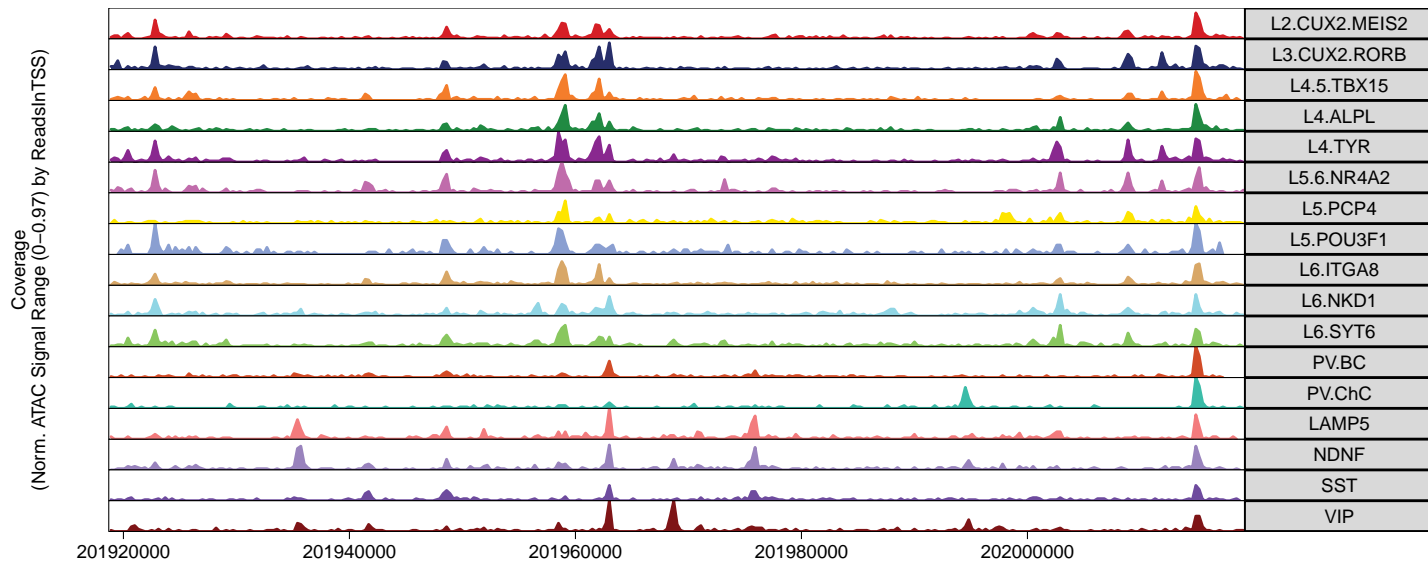 Coverage
(Norm. ATAC Signal Range (0−0.97) by ReadsInTSS)
L2.CUX2.MEIS2
L3.CUX2.RORB
L4.5.TBX15
L4.ALPL
L4.TYR
L5.6.NR4A2
L5.PCP4
L5.POU3F1
L6.ITGA8
L6.NKD1
L6.SYT6
PV.BC
PV.ChC
LAMP5
NDNF
SST
VIP
201920000 201940000 201960000 201980000 202000000